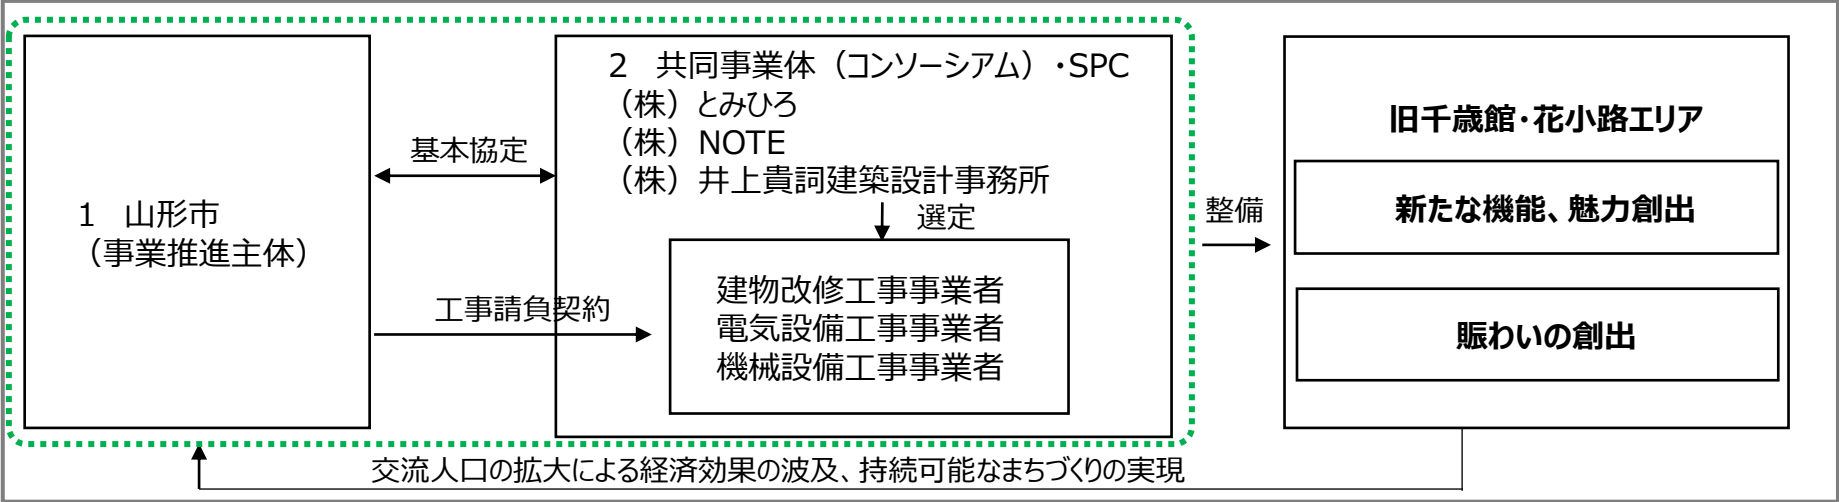 1 山形市
（事業推進主体）
基本協定
工事請負契約
2 共同事業体（コンソーシアム）・SPC
（株）とみひろ
（株）NOTE
（株）井上貴詞建築設計事務所
選定
建物改修工事事業者
電気設備工事事業者
機械設備工事事業者
整備
旧千歳館・花小路エリア
新たな機能、魅力創出
賑わいの創出
交流人口の拡大による経済効果の波及、持続可能なまちづくりの実現